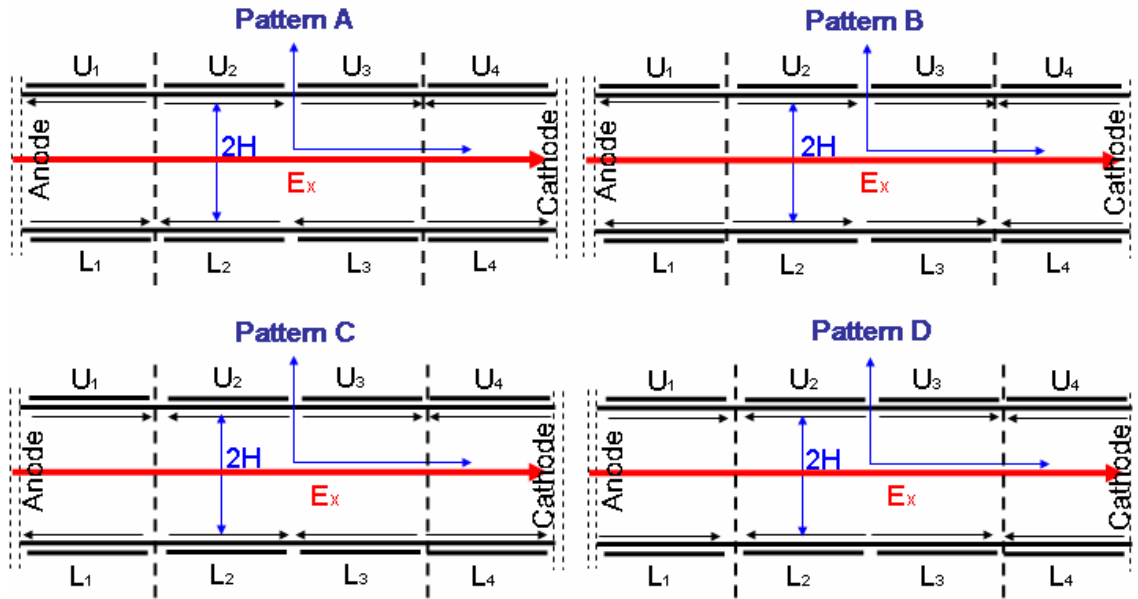 Pattern A
U₁ U₂ U₃ U₄
Anode 2H Eₓ Cathode
L₁ L₂ L₃ L₄
Pattern B
U₁ U₂ U₃ U₄
Anode 2H Eₓ Cathode
L₁ L₂ L₃ L₄
Pattern C
U₁ U₂ U₃ U₄
Anode 2H Eₓ Cathode
L₁ L₂ L₃ L₄
Pattern D
U₁ U₂ U₃ U₄
Anode 2H Eₓ Cathode
L₁ L₂ L₃ L₄